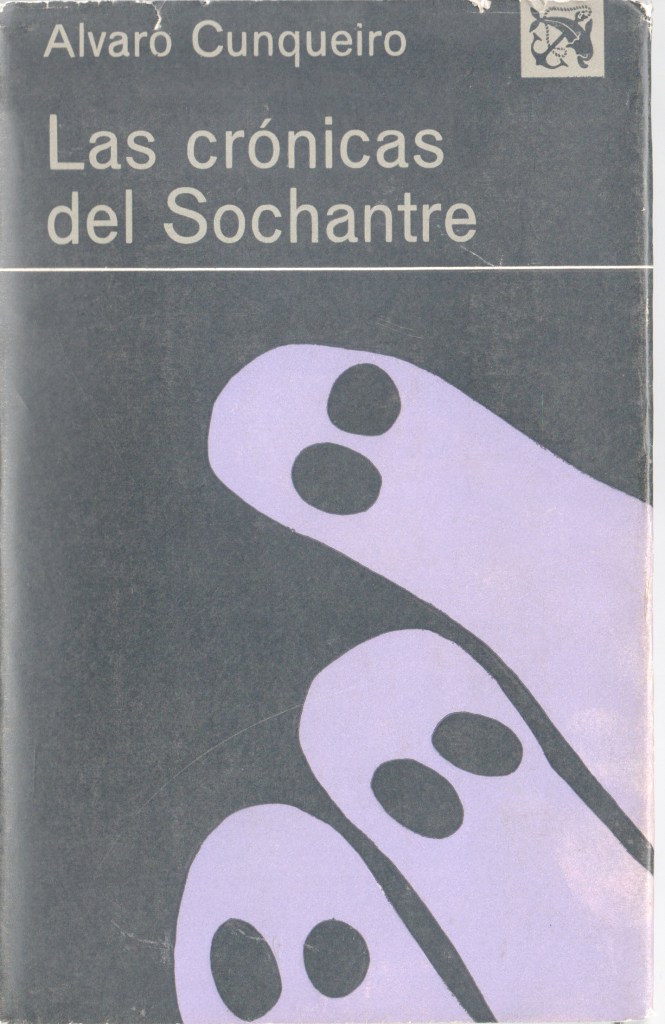 Alvaro Cunqueiro
Las crónicas
del Sochantre